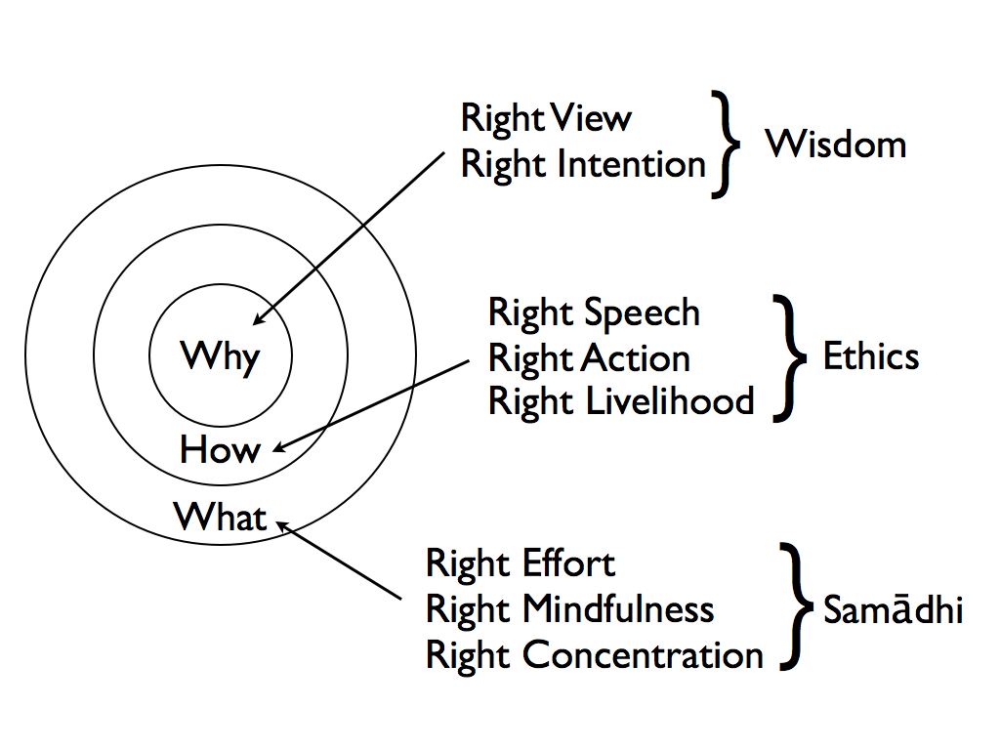 Right View
Right Intention
Wisdom
Why
How
What
Right Speech
Right Action
Right Livelihood
Ethics
Right Effort
Right Mindfulness
Right Concentration
Samādhi